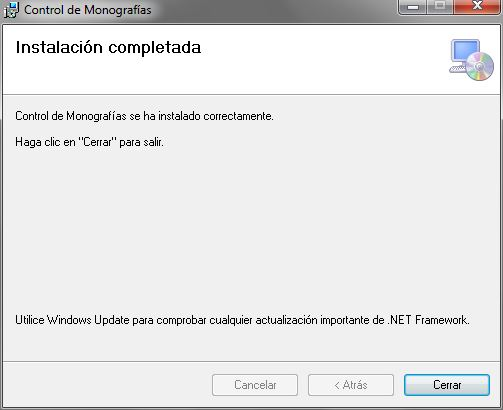 Control de Monografías
Instalación completada
Control de Monografías se ha instalado correctamente.
Haga clic en "Cerrar" para salir.
Utilice Windows Update para comprobar cualquier actualización importante de .NET Framework.
Cancelar
< Atrás
Cerrar